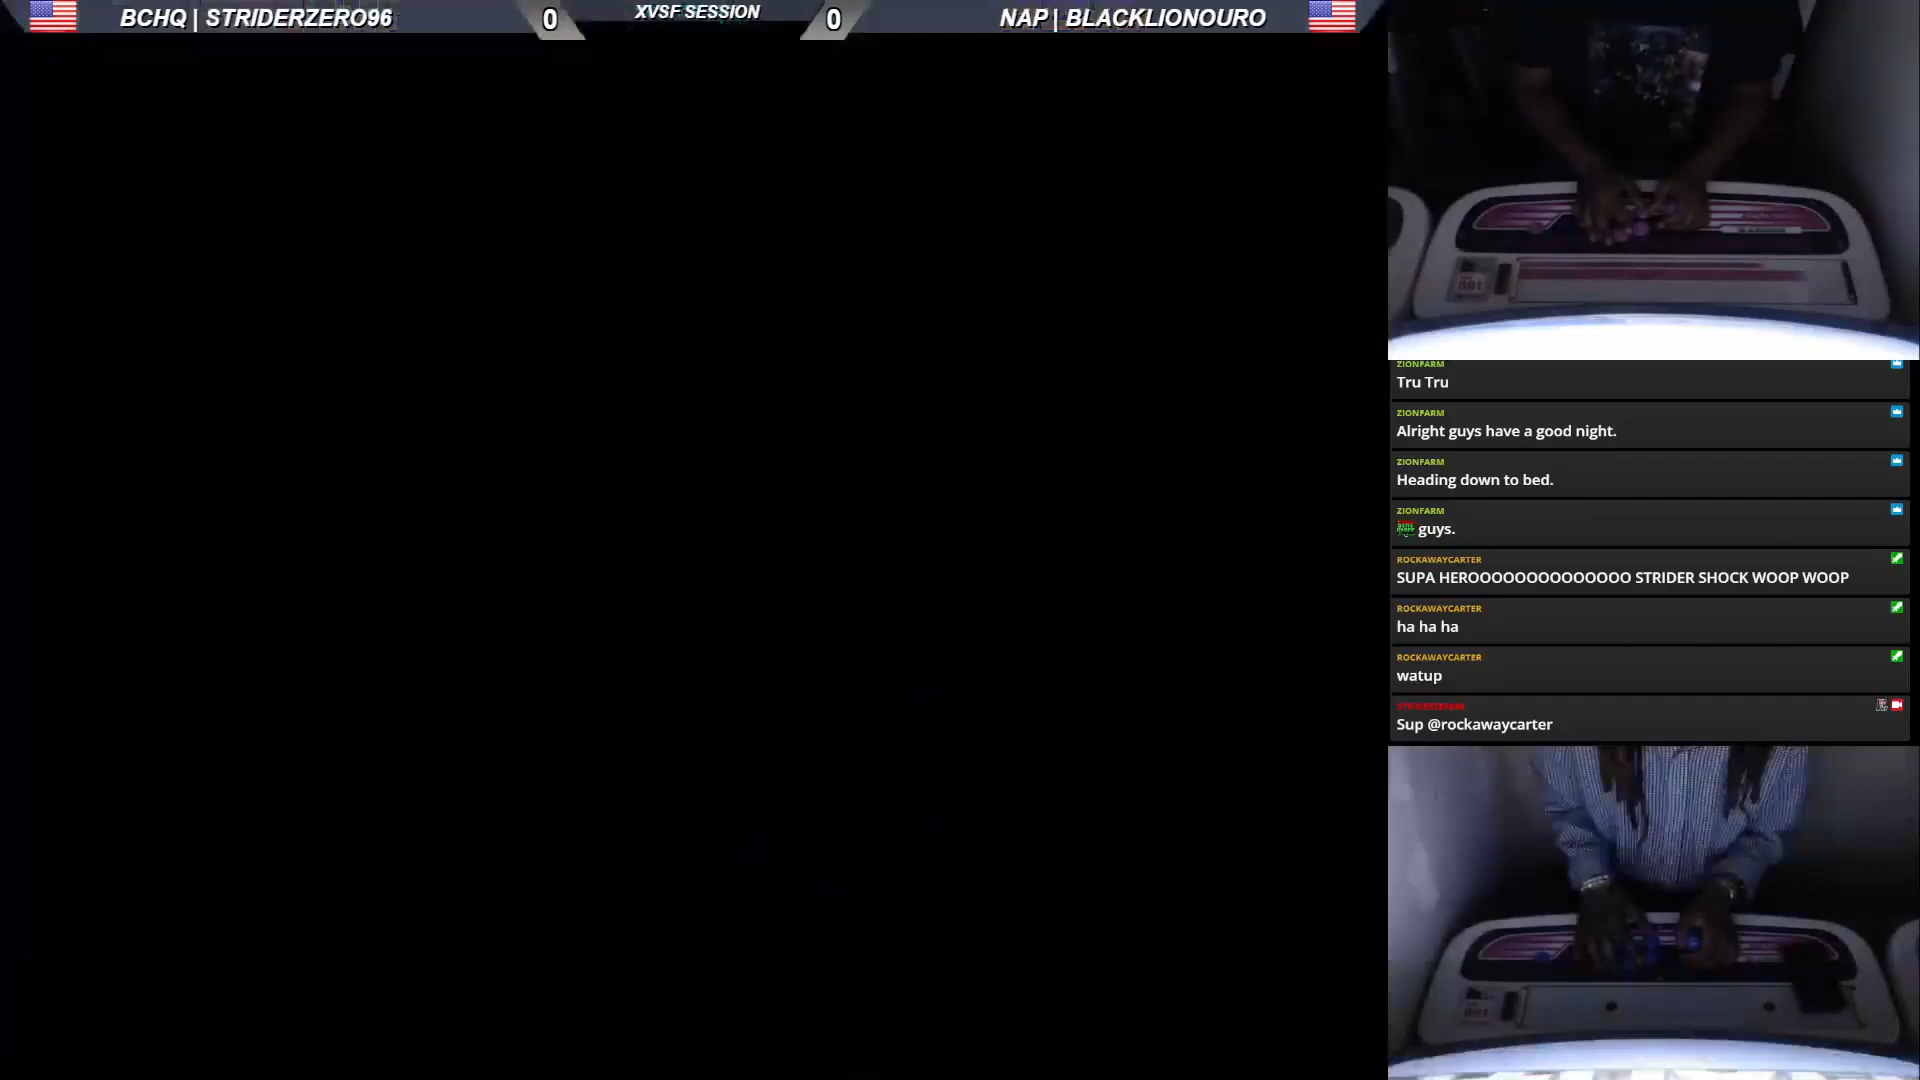 BCHQ | STRIDERZERO96
0
XVSF SESSION
0
NAP | BLACKLIONOURO
ZIONFARM
Tru Tru
ZIONFARM
Alright guys have a good night.
ZIONFARM
Heading down to bed.
ZIONFARM
guys.
ROCKAWAYCARTER
SUPA HEROOOOOOOOOOOOOO STRIDER SHOCK WOOP WOOP
ROCKAWAYCARTER
ha ha ha
ROCKAWAYCARTER
watup
STRIDERZERO96
Sup @rockawaycarter